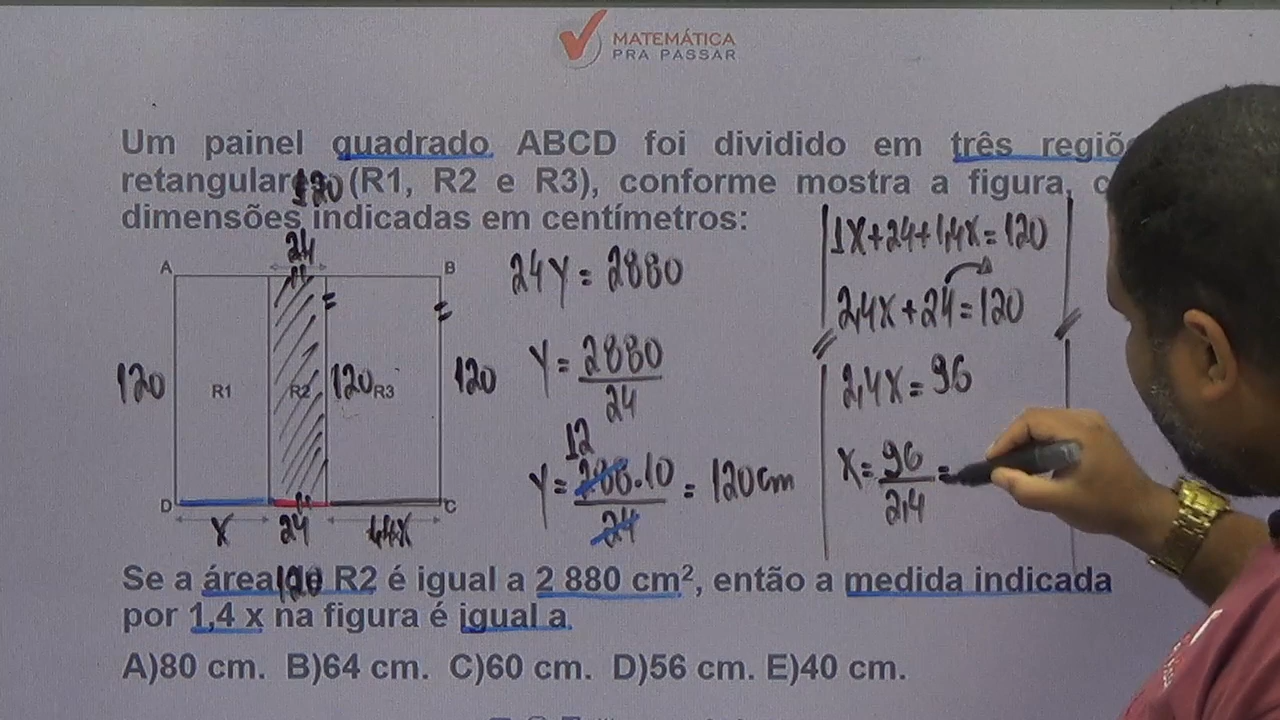 MATEMÁTICA
PRA PASSAR
Um painel quadrado ABCD foi dividido em três regiõ
retangular (R1, R2 e R3), conforme mostra a figura,
120
dimensões indicadas em centímetros:
24
A
B
120
R1
R2
120
R3
120
D
C
x
24
1,4x
120
24Y = 2880
Y = 2880
24
12
Y = 288.10 = 120cm
24
1x+24+1,4x=120
2,4x+24=120
2,4x=96
x= 96 =
2,4
Se a área de R2 é igual a 2 880 cm², então a medida indicada
por 1,4 x na figura é igual a
A)80 cm. B)64 cm. C)60 cm. D)56 cm. E)40 cm.